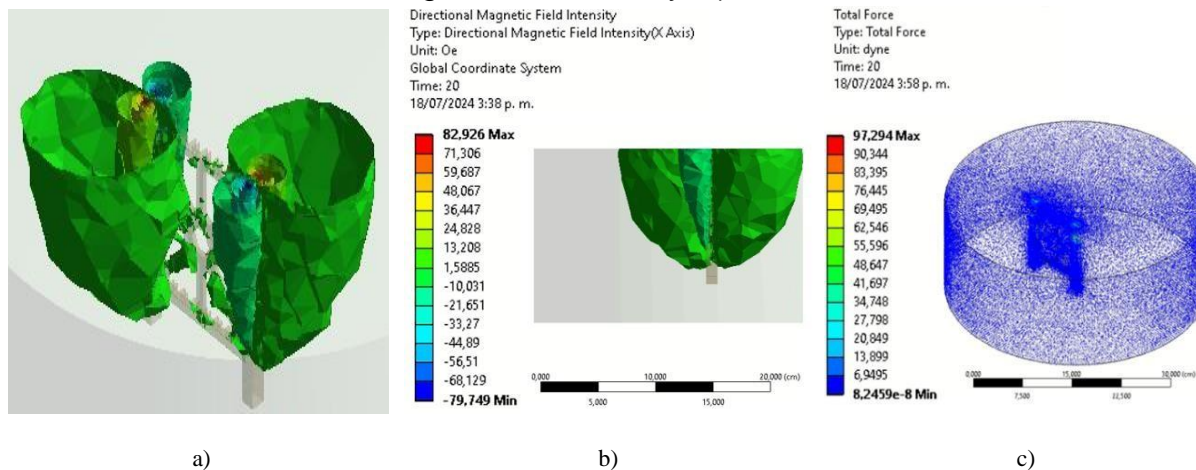 Directional Magnetic Field Intensity
Type: Directional Magnetic Field Intensity(X Axis)
Unit: Oe
Global Coordinate System
Time: 20
18/07/2024 3:38 p. m.
82,926 Max
71,306
59,687
48,067
36,447
24,828
13,208
1,5885
-10,031
-21,651
-33,27
-44,89
-56,51
-68,129
-79,749 Min
0,000
10,000
20,000 (cm)
5,000
15,000
Total Force
Type: Total Force
Unit: dyne
Time: 20
18/07/2024 3:58 p. m.
97,294 Max
90,344
83,395
76,445
69,495
62,546
55,596
48,647
41,697
34,748
27,798
20,849
13,899
6,9495
8,2459e-8 Min
0,000
15,000
30,000 (cm)
7,500
22,500
a)
b)
c)